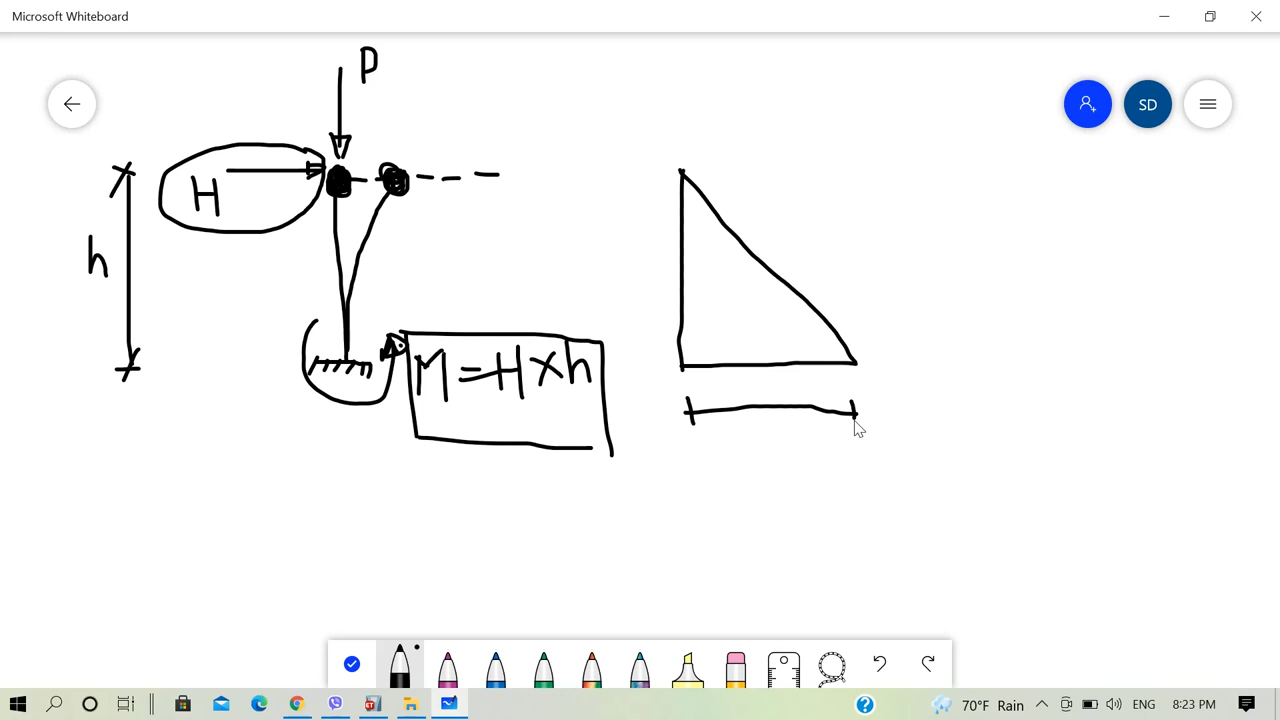 Microsoft Whiteboard
P
SD
H
h
M = H × h
70°F Rain
ENG
8:23 PM